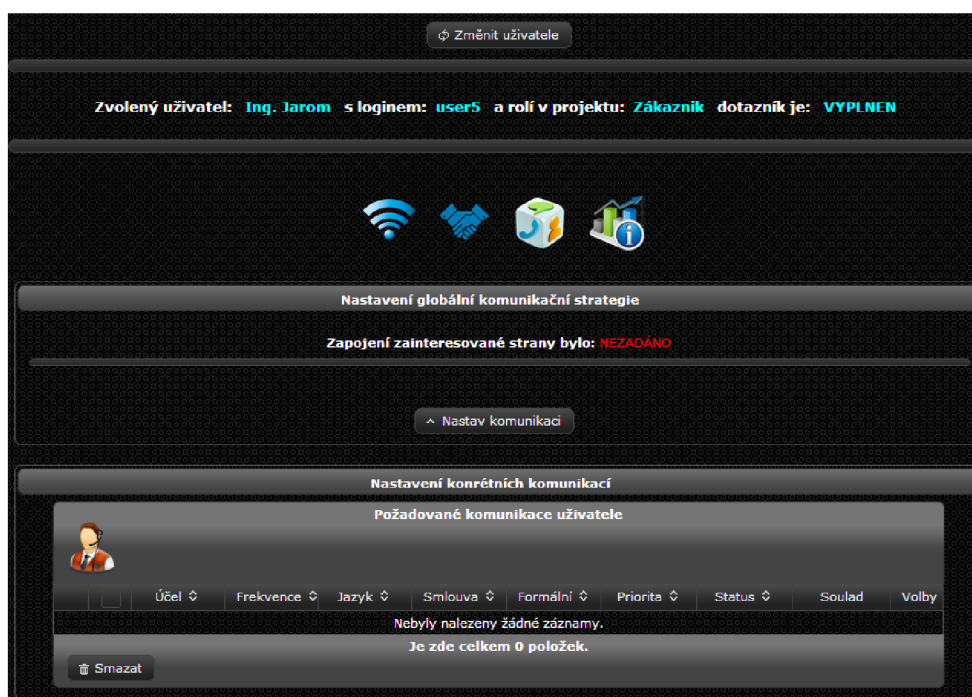 Změnit uživatele
Zvolený uživatel: Ing. Jarom s loginem: user5 a rolí v projektu: Zákaznik dotazník je: VYPLNEN
Nastavení globální komunikační strategie
Zapojení zainteresované strany bylo: NEZADÁNO
Nastav komunikaci
Nastavení konrétních komunikací
Požadované komunikace uživatele
Účel Frekvence Jazyk Smlouva Formální Priorita Status Soulad Volby
Nebyly nalezeny žádné záznamy.
Je zde celkem 0 položek.
Smazat